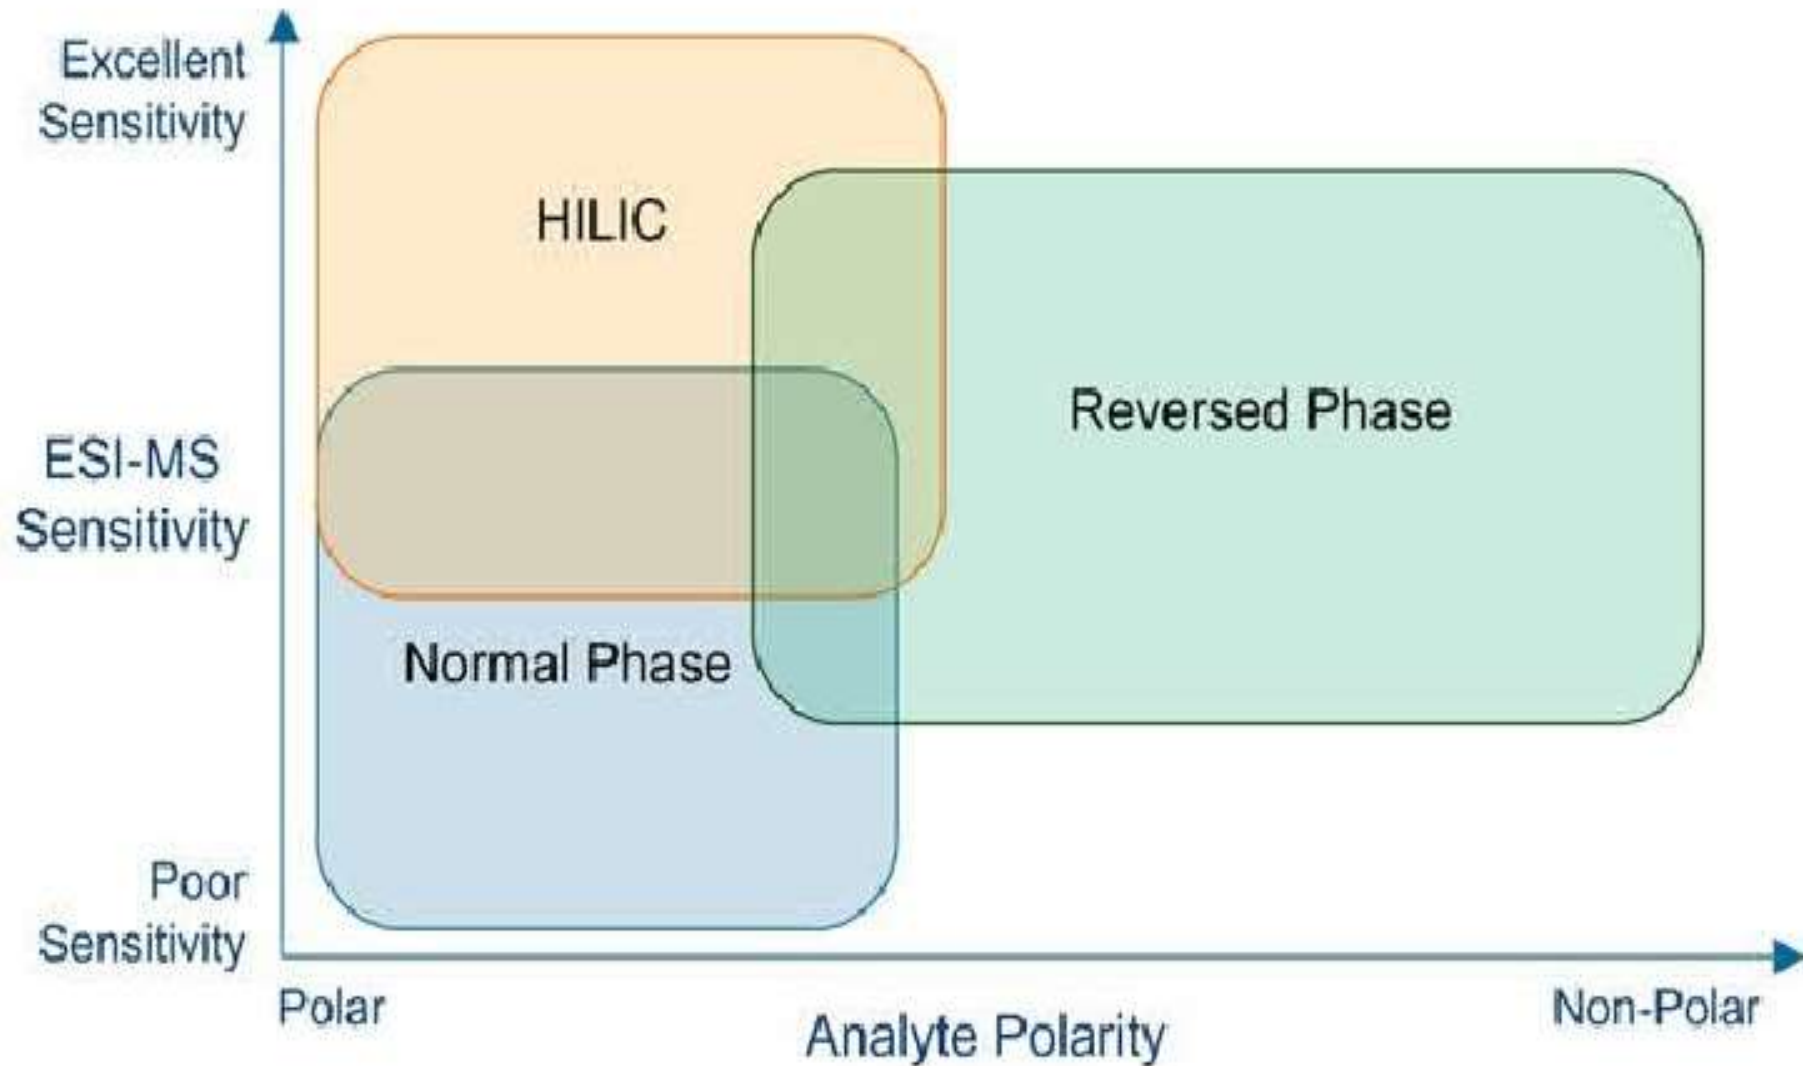 Excellent
Sensitivity
HILIC
Reversed Phase
ESI-MS
Sensitivity
Normal Phase
Poor
Sensitivity
Polar
Non-Polar
Analyte Polarity